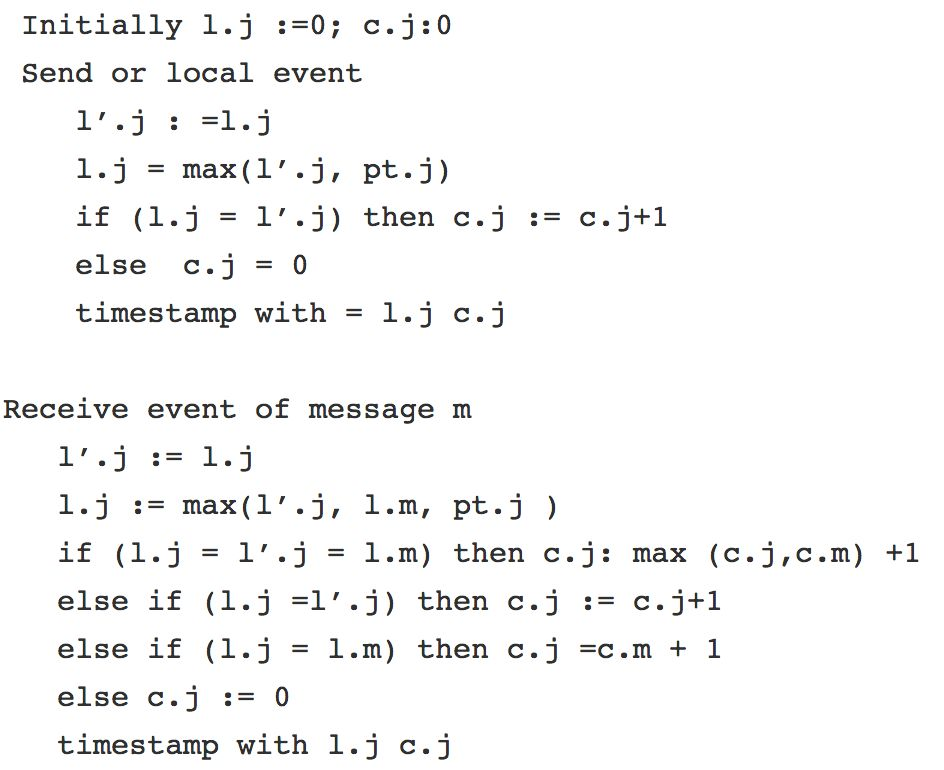 Initially l.j :=0; c.j:0
Send or local event
l’.j : =l.j
l.j = max(l’.j, pt.j)
if (l.j = l’.j) then c.j := c.j+1
else  c.j = 0
timestamp with = l.j c.j
Receive event of message m
l’.j := l.j
l.j := max(l’.j, l.m, pt.j )
if (l.j = l’.j = l.m) then c.j: max (c.j,c.m) +1
else if (l.j =l’.j) then c.j := c.j+1
else if (l.j = l.m) then c.j =c.m + 1
else c.j := 0
timestamp with l.j c.j